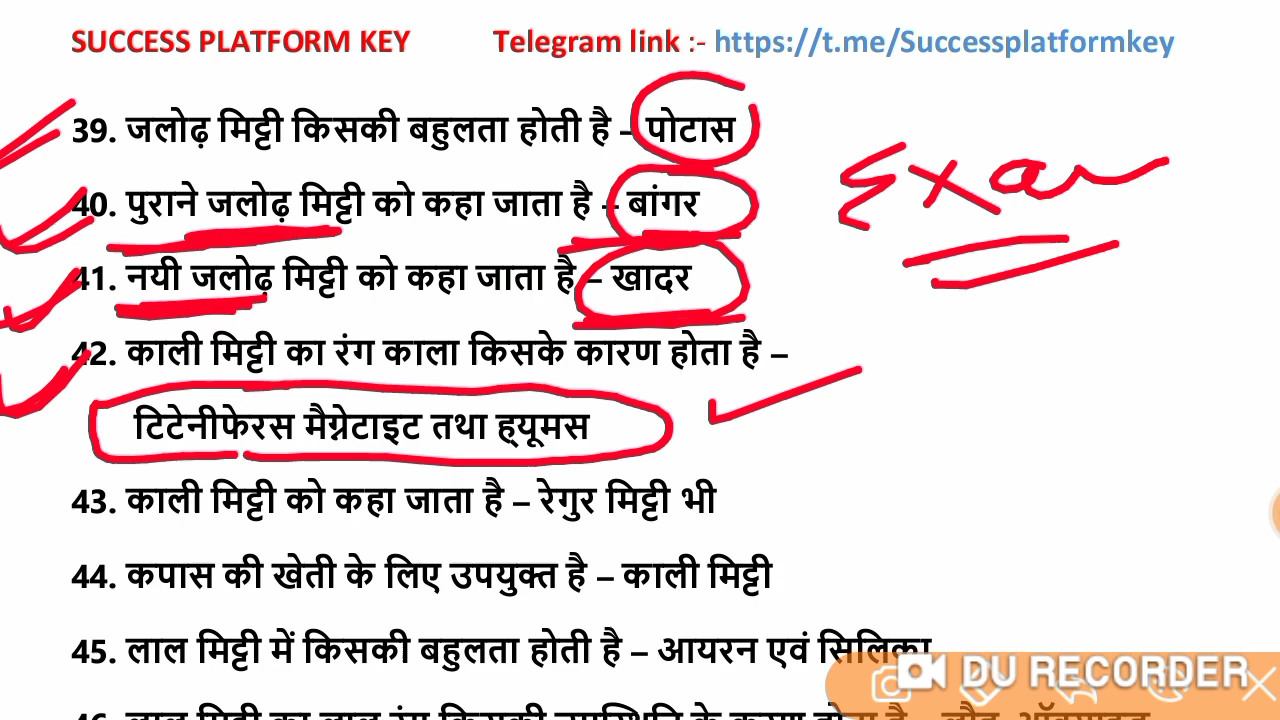 SUCCESS PLATFORM KEY Telegram link :- https://t.me/Successplatformkey
39. जलोढ़ मिट्टी किसकी बहुलता होती है – पोटास
Exam
40. पुराने जलोढ़ मिट्टी को कहा जाता है – बांगर
41. नयी जलोढ़ मिट्टी को कहा जाता है – खादर
42. काली मिट्टी का रंग काला किसके कारण होता है –
टिटेनीफेरस मैग्नेटाइट तथा ह्यूमस
43. काली मिट्टी को कहा जाता है – रेगुर मिट्टी भी
44. कपास की खेती के लिए उपयुक्त है – काली मिट्टी
45. लाल मिट्टी में किसकी बहुलता होती है – आयरन एवं सिलिका
DU RECORDER